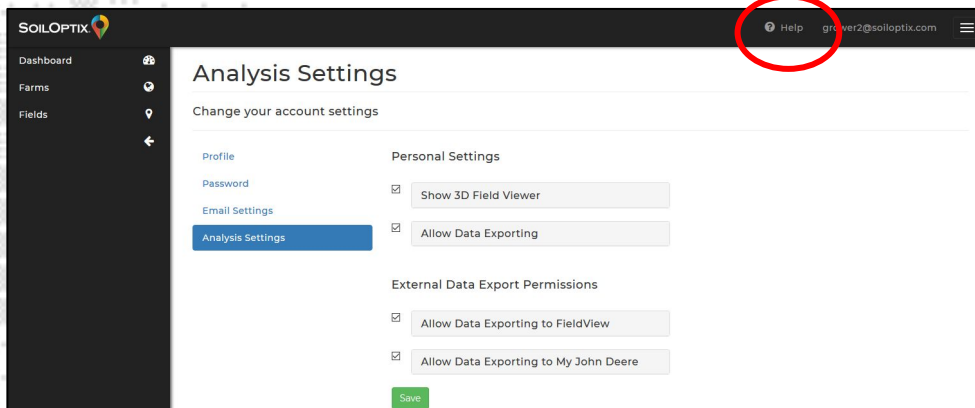 SOILOPTIX
Help grower2@soiloptix.com
Dashboard
Farms
Fields
Analysis Settings
Change your account settings
Profile
Password
Email Settings
Analysis Settings
Personal Settings
Show 3D Field Viewer
Allow Data Exporting
External Data Export Permissions
Allow Data Exporting to FieldView
Allow Data Exporting to My John Deere
Save